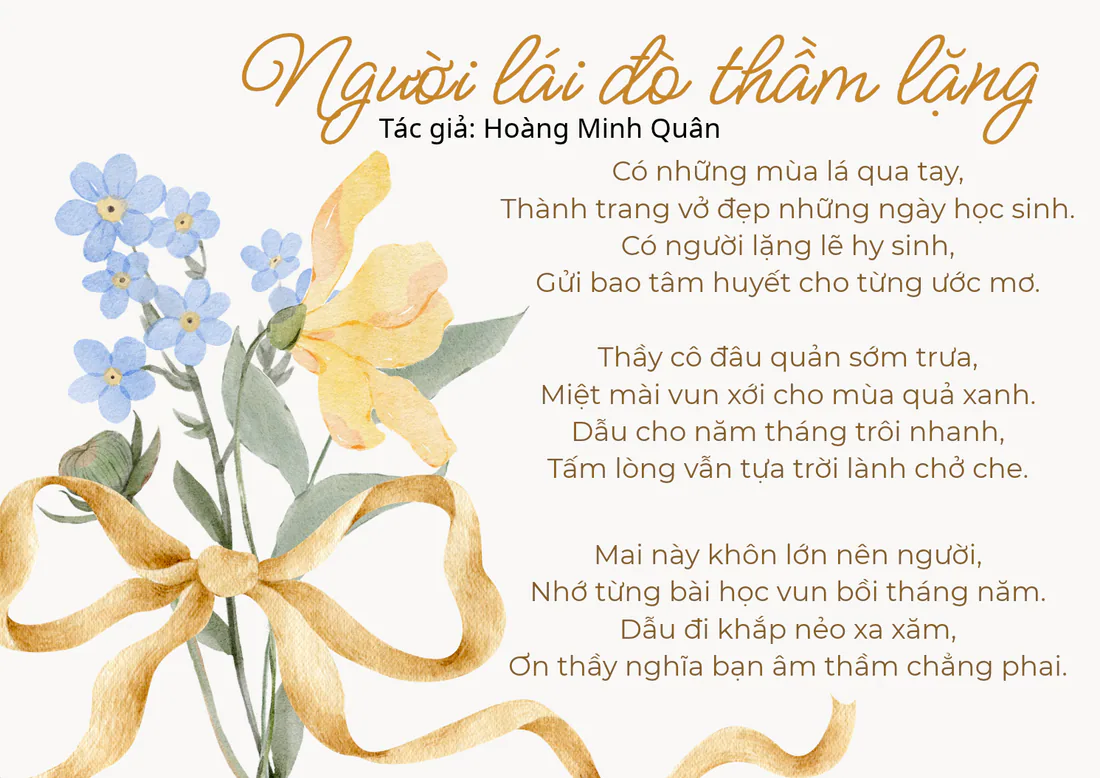 Người lái đò thầm lặng
Tác giả: Hoàng Minh Quân
Có những mùa lá qua tay,
Thành trang vở đẹp những ngày học sinh.
Có người lặng lẽ hy sinh,
Gửi bao tâm huyết cho từng ước mơ.
Thầy cô đâu quản sớm trưa,
Miệt mài vun xới cho mùa quả xanh.
Dẫu cho năm tháng trôi nhanh,
Tấm lòng vẫn tựa trời lành chở che.
Mai này khôn lớn nên người,
Nhớ từng bài học vun bồi tháng năm.
Dẫu đi khắp nẻo xa xăm,
Ơn thầy nghĩa bạn âm thầm chẳng phai.